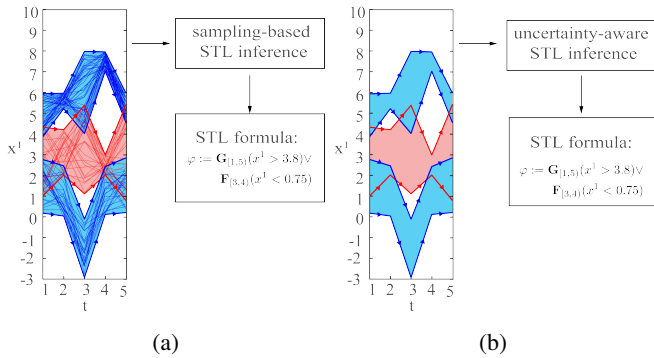 10
9
8
7
6
5
4
3
2
1
0
-1
-2
-3
x¹
1 2 3 4 5
t
sampling-based
STL inference
STL formula:
φ := G[1,5)(x¹ > 3.8)∨
F[3,4)(x¹ < 0.75)
(a)
10
9
8
7
6
5
4
3
2
1
0
-1
-2
-3
x¹
1 2 3 4 5
t
uncertainty-aware
STL inference
STL formula:
φ := G[1,5)(x¹ > 3.8)∨
F[3,4)(x¹ < 0.75)
(b)